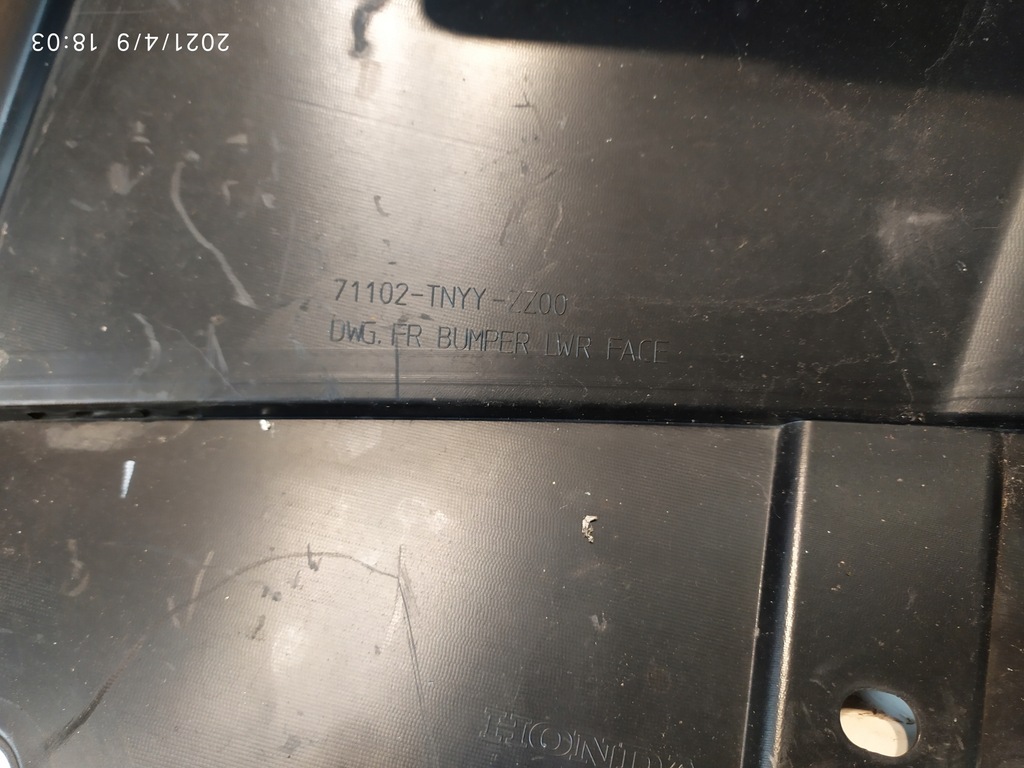 2021/4/9 18:03
71102-TNYY-ZZ00
DWG. FR BUMPER LWR FACE
HONDA